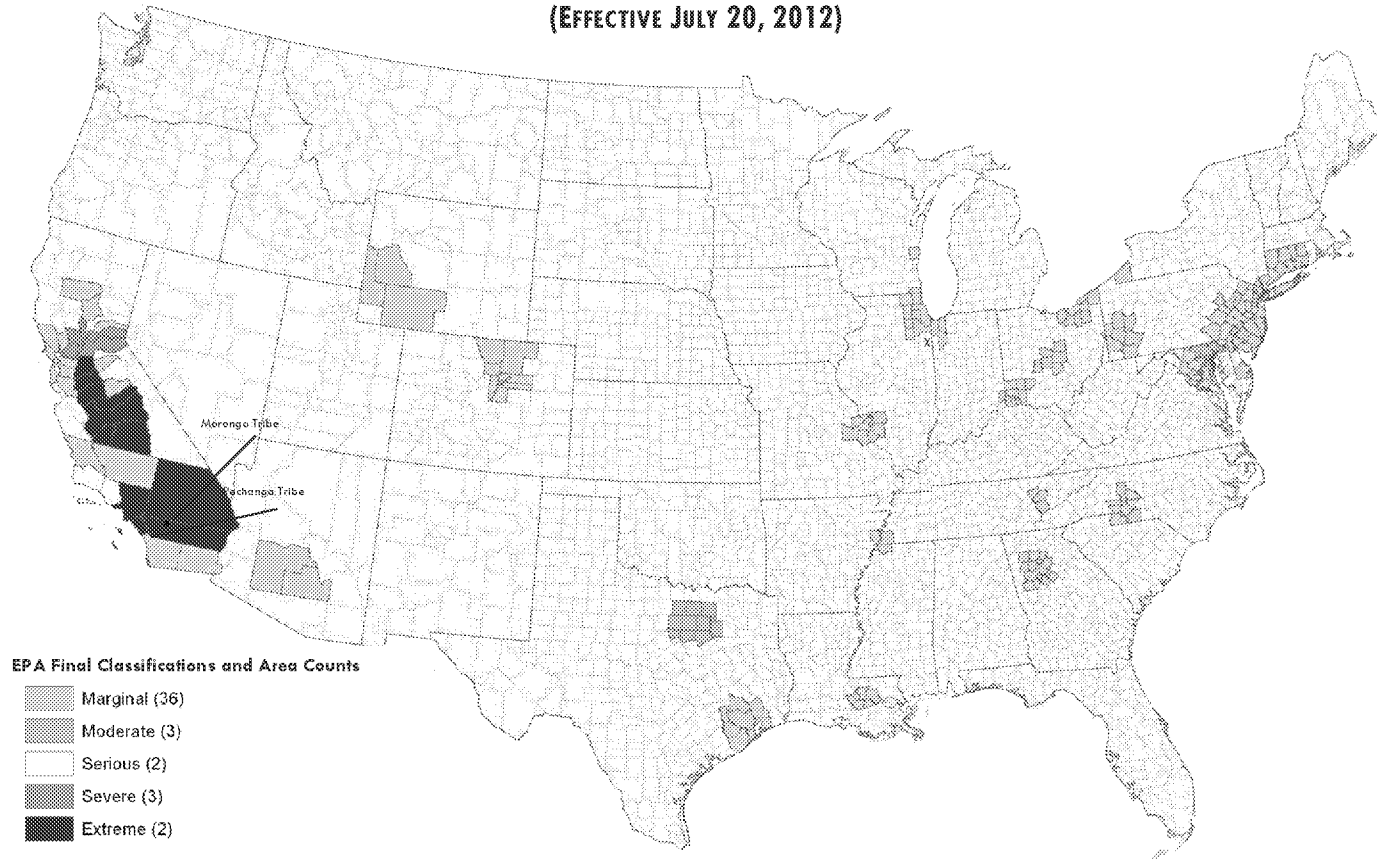 (EFFECTIVE JULY 20, 2012)
Morongo Tribe
Pechanga Tribe
EPA Final Classifications and Area Counts
Marginal (36)
Moderate (3)
Serious (2)
Severe (3)
Extreme (2)